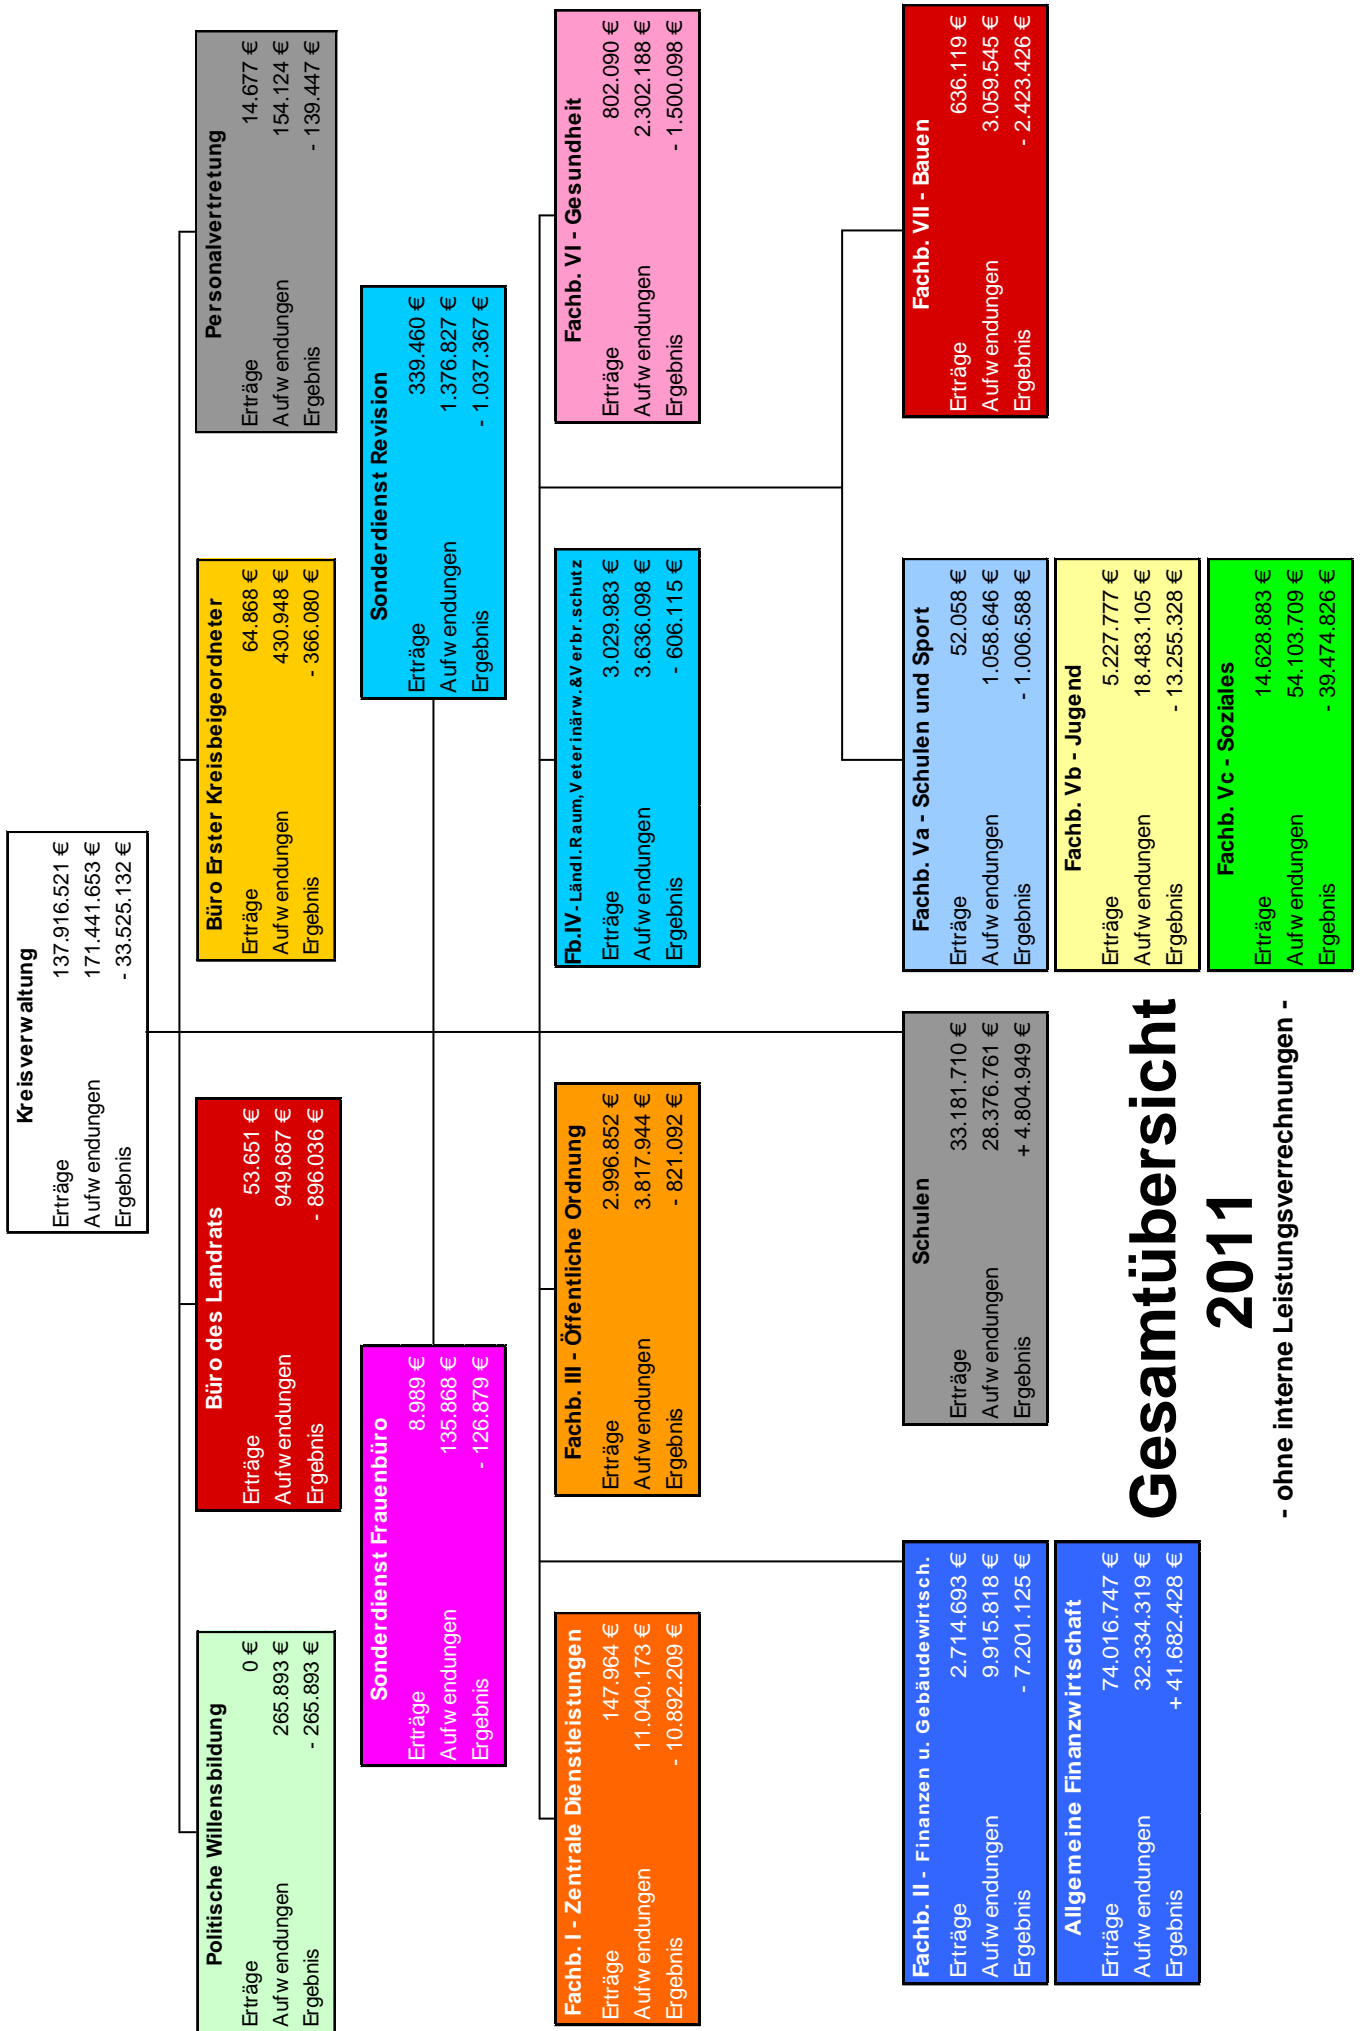 Kreisverwaltung
Erträge 137.916.521 €
Aufwendungen 171.441.653 €
Ergebnis - 33.525.132 €
Politische Willensbildung
Erträge 0 €
Aufwendungen 265.893 €
Ergebnis - 265.893 €
Büro des Landrats
Erträge 53.651 €
Aufwendungen 949.687 €
Ergebnis - 896.036 €
Büro Erster Kreisbeigeordneter
Erträge 64.868 €
Aufwendungen 430.948 €
Ergebnis - 366.080 €
Personalvertretung
Erträge 14.677 €
Aufwendungen 154.124 €
Ergebnis - 139.447 €
Sonderdienst Frauenbüro
Erträge 8.989 €
Aufwendungen 135.868 €
Ergebnis - 126.879 €
Sonderdienst Revision
Erträge 339.460 €
Aufwendungen 1.376.827 €
Ergebnis - 1.037.367 €
Fachb. I - Zentrale Dienstleistungen
Erträge 147.964 €
Aufwendungen 11.040.173 €
Ergebnis - 10.892.209 €
Fachb. III - Öffentliche Ordnung
Erträge 2.996.852 €
Aufwendungen 3.817.944 €
Ergebnis - 821.092 €
Fb.IV-Ländl.Raum,Veterinärw.&Verbr.schutz
Erträge 3.029.983 €
Aufwendungen 3.636.098 €
Ergebnis - 606.115 €
Fachb. VI - Gesundheit
Erträge 802.090 €
Aufwendungen 2.302.188 €
Ergebnis - 1.500.098 €
Fachb. II - Finanzen u. Gebäudewirtsch.
Erträge 2.714.693 €
Aufwendungen 9.915.818 €
Ergebnis - 7.201.125 €
Allgemeine Finanzwirtschaft
Erträge 74.016.747 €
Aufwendungen 32.334.319 €
Ergebnis + 41.682.428 €
Schulen
Erträge 33.181.710 €
Aufwendungen 28.376.761 €
Ergebnis + 4.804.949 €
Fachb. Va - Schulen und Sport
Erträge 52.058 €
Aufwendungen 1.058.646 €
Ergebnis - 1.006.588 €
Fachb. Vb - Jugend
Erträge 5.227.777 €
Aufwendungen 18.483.105 €
Ergebnis - 13.255.328 €
Fachb. Vc - Soziales
Erträge 14.628.883 €
Aufwendungen 54.103.709 €
Ergebnis - 39.474.826 €
Fachb. VII - Bauen
Erträge 636.119 €
Aufwendungen 3.059.545 €
Ergebnis - 2.423.426 €
Gesamtübersicht
2011
- ohne interne Leistungsverrechnungen -